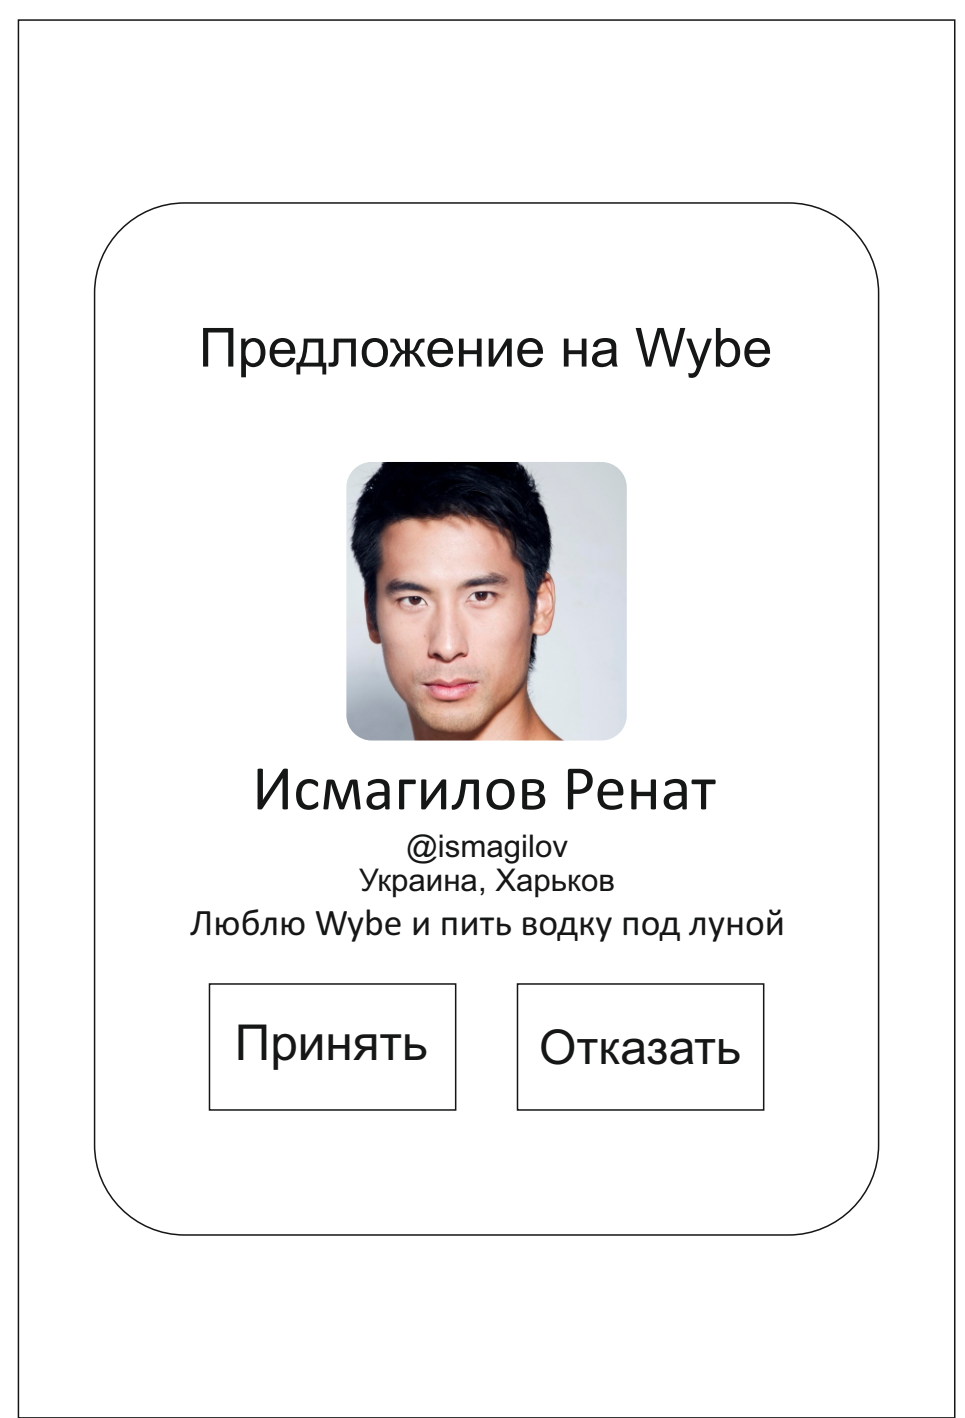 Предложение на Wybe
Исмагилов Ренат
@ismagilov
Украина, Харьков
Люблю Wybe и пить водку под луной
Принять
Отказать